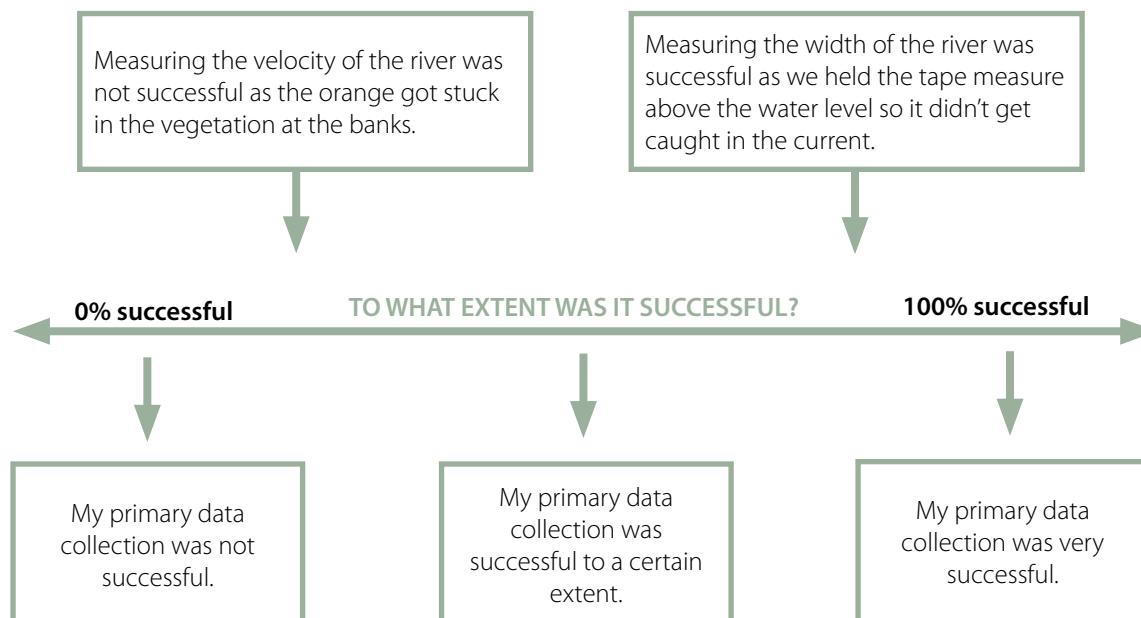 Measuring the velocity of the river was
not successful as the orange got stuck
in the vegetation at the banks.
Measuring the width of the river was
successful as we held the tape measure
above the water level so it didn’t get
caught in the current.
0% successful
TO WHAT EXTENT WAS IT SUCCESSFUL?
100% successful
My primary data
collection was not
successful.
My primary data
collection was
successful to a certain
extent.
My primary data
collection was very
successful.